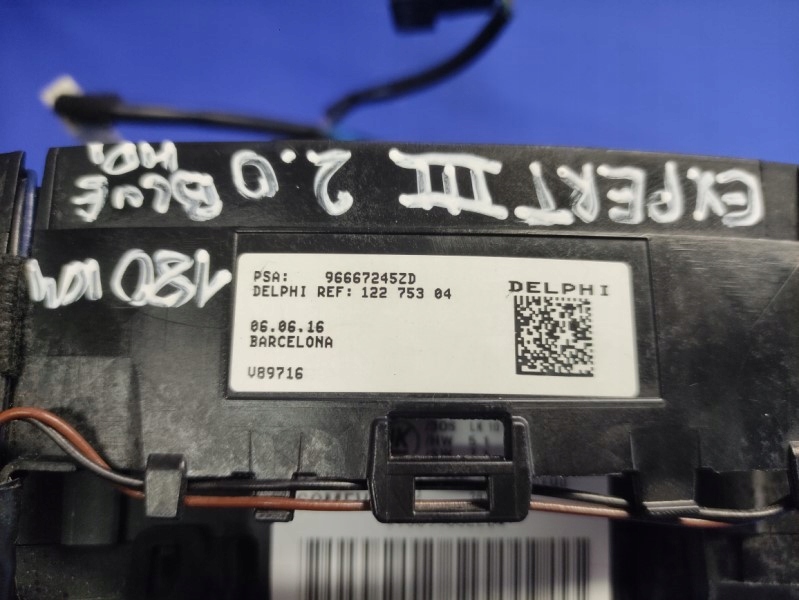 EXPERT III 2.0 BLUE HDI
180 KM
PSA: 96667245ZD
DELPHI REF: 122 753 04
DELPHI
06.06.16
BARCELONA
V89716